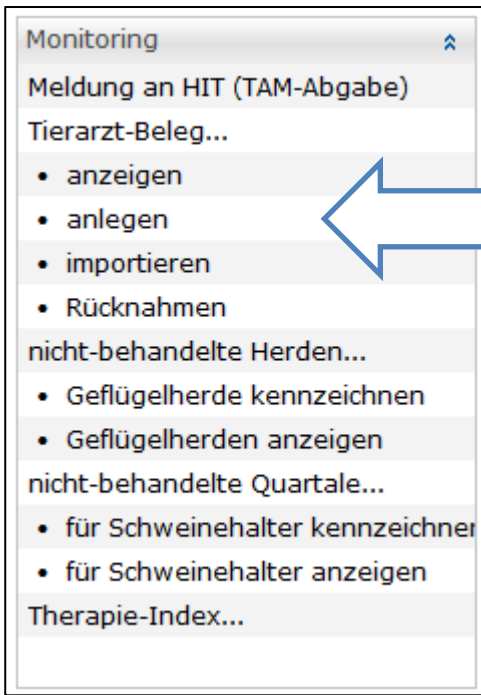 Monitoring
Meldung an HIT (TAM-Abgabe)
Tierarzt-Beleg...
• anzeigen
• anlegen
• importieren
• Rücknahmen
nicht-behandelte Herden...
• Geflügelherde kennzeichnen
• Geflügelherden anzeigen
nicht-behandelte Quartale...
• für Schweinehalter kennzeichner
• für Schweinehalter anzeigen
Therapie-Index...